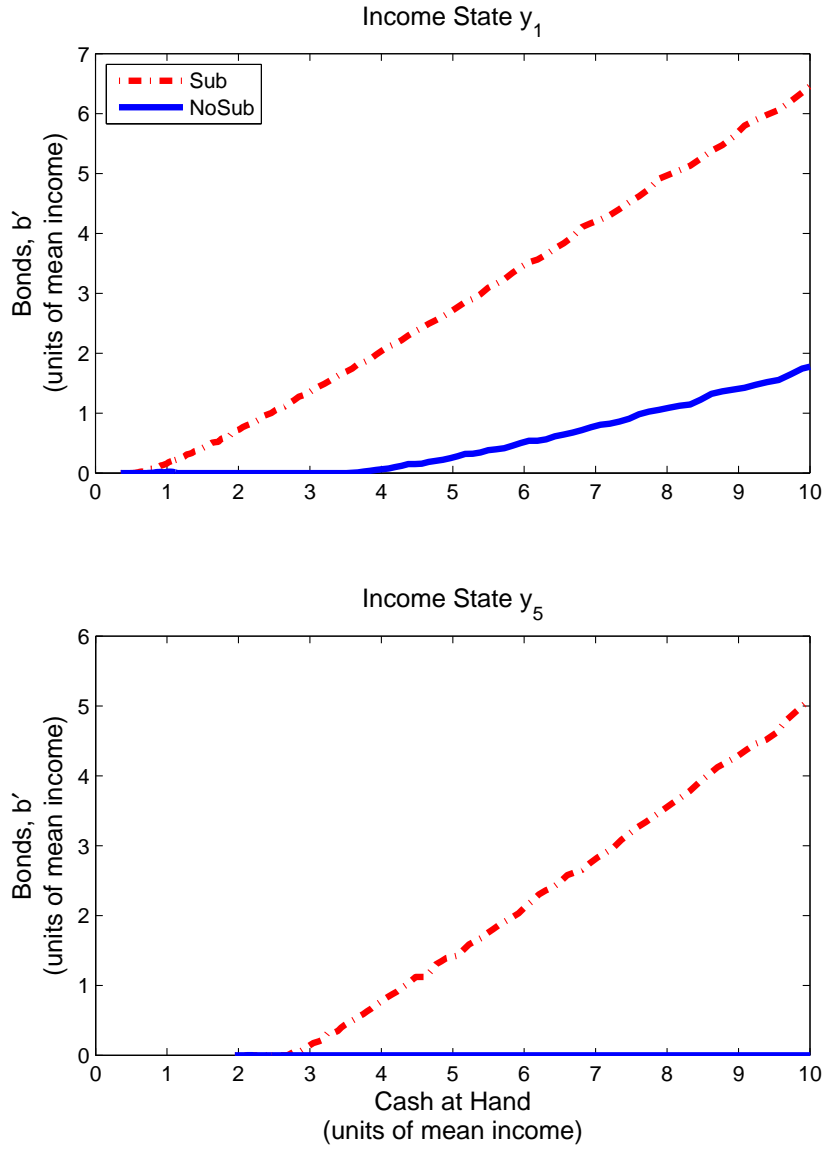 Income State y1
7
6
5
4
3
2
1
0
Bonds, b′
(units of mean income)
Sub
NoSub
0 1 2 3 4 5 6 7 8 9 10
Income State y5
6
5
4
3
2
1
0
Bonds, b′
(units of mean income)
0 1 2 3 4 5 6 7 8 9 10
Cash at Hand
(units of mean income)